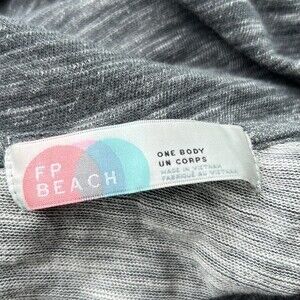 FP
BEACH
ONE BODY
UN CORPS
MADE IN VIETNAM
FABRIQUÉ AU VIETNAM